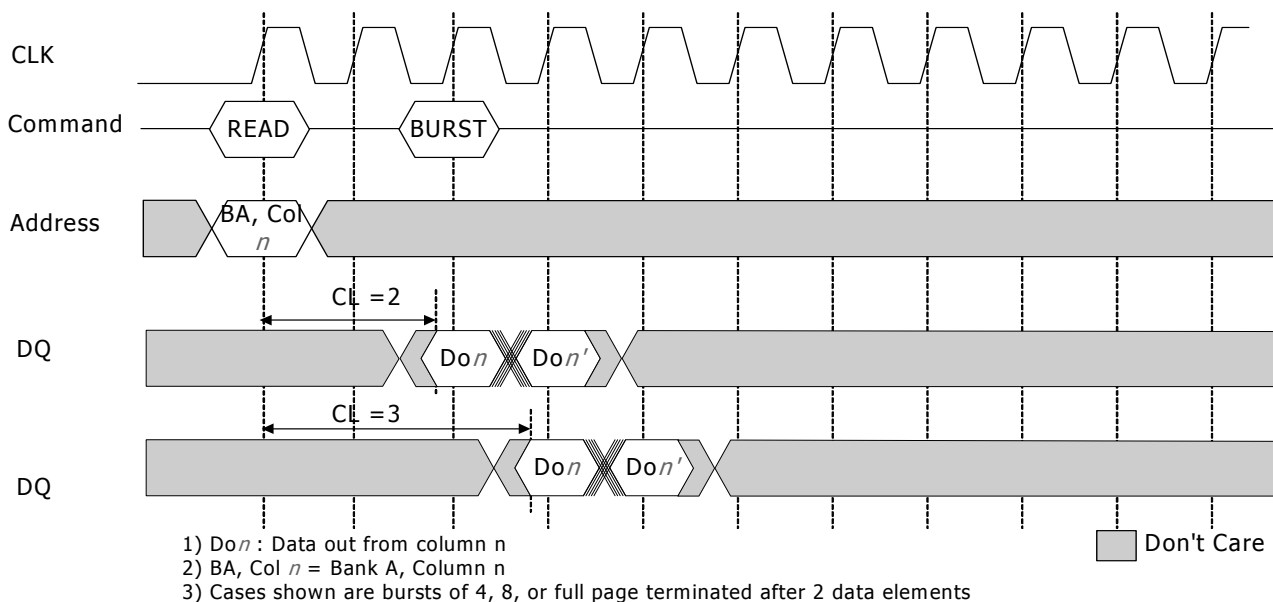 CLK
Command
READ
BURST
Address
BA, Col
n
CL =2
DQ
Don
Don'
CL =3
DQ
Don
Don'
1) Don : Data out from column n
2) BA, Col n = Bank A, Column n
3) Cases shown are bursts of 4, 8, or full page terminated after 2 data elements
Don't Care